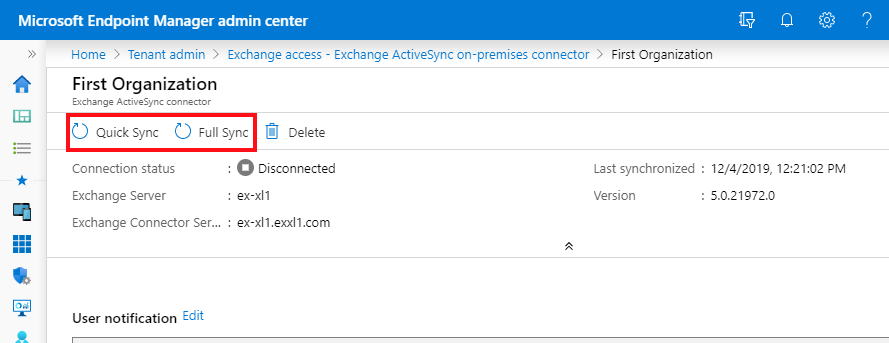 Microsoft Endpoint Manager admin center
Home > Tenant admin > Exchange access - Exchange ActiveSync on-premises connector > First Organization
First Organization
Exchange ActiveSync connector
Quick Sync Full Sync Delete
Connection status : Disconnected Last synchronized : 12/4/2019, 12:21:02 PM
Exchange Server : ex-xl1 Version : 5.0.21972.0
Exchange Connector Ser... : ex-xl1.exxl1.com
User notification Edit